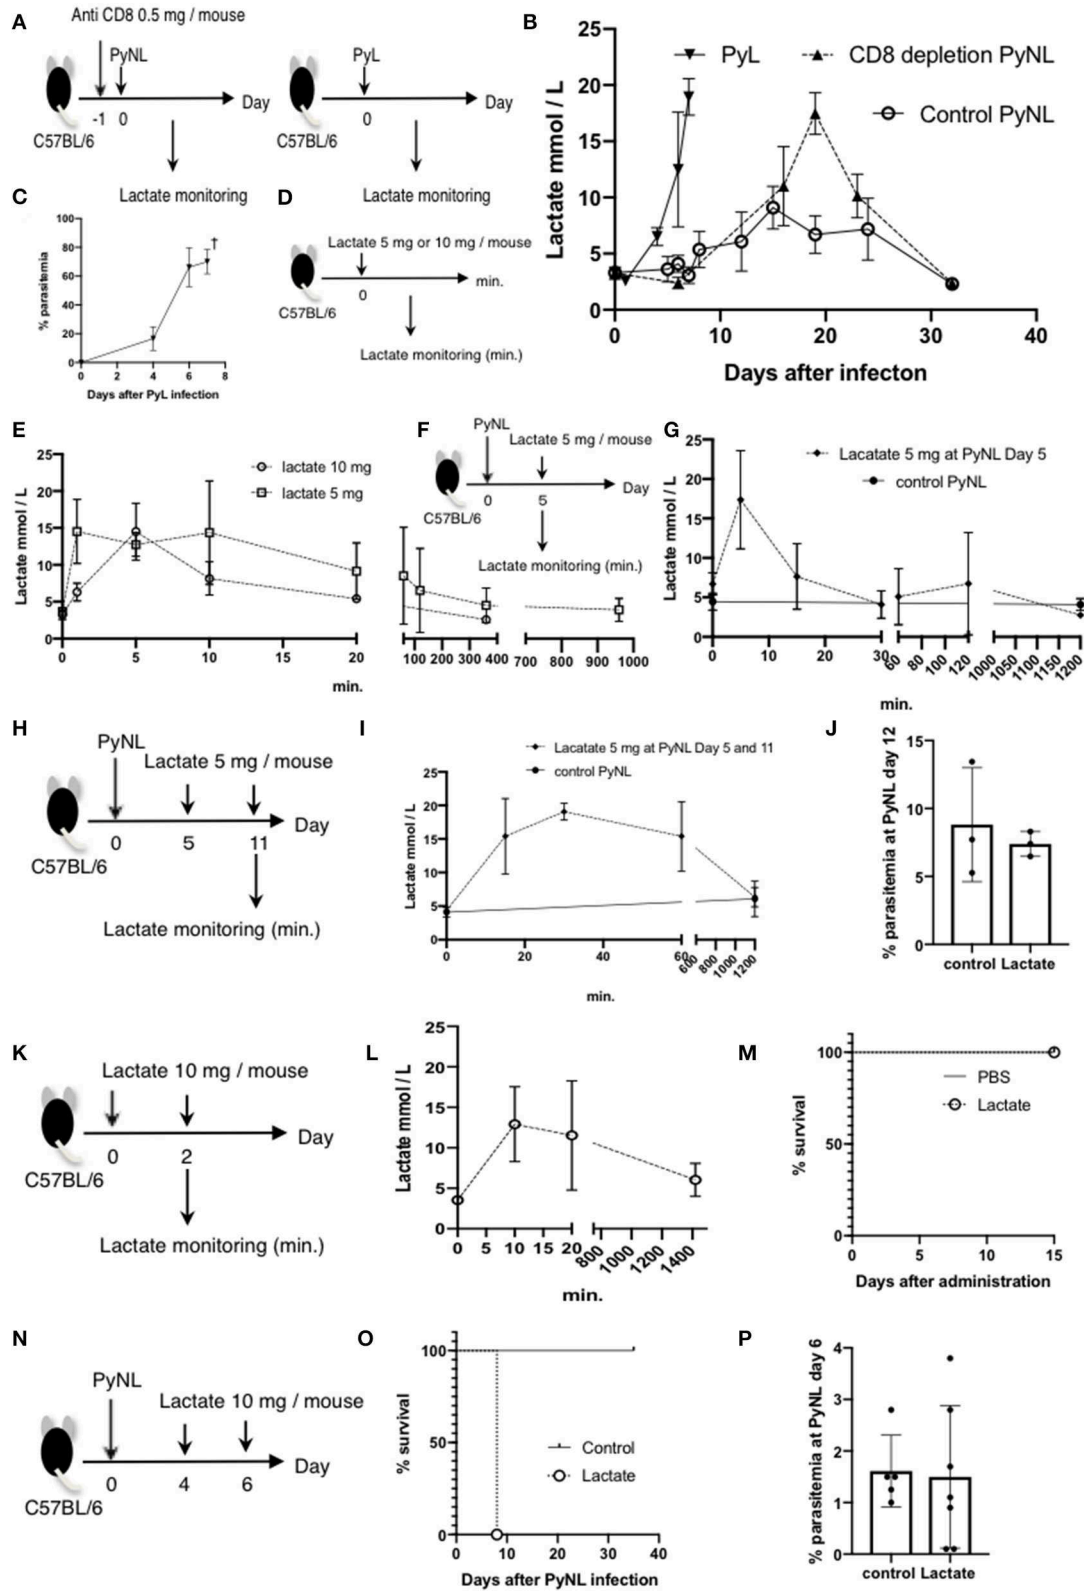 A
Anti CD8 0.5 mg / mouse
PyNL
Day
-1 0
C57BL/6
Lactate monitoring
PyL
Day
0
C57BL/6
Lactate monitoring
B
Lactate mmol / L
25
20
15
10
5
0
PyL
CD8 depletion PyNL
Control PyNL
0 10 20 30 40
Days after infecton
C
% parasitemia
100
80
60
40
20
0
†
0 2 4 6 8
Days after PyL infection
D
Lactate 5 mg or 10 mg / mouse
min.
0
C57BL/6
Lactate monitoring (min.)
E
Lactate mmol / L
25
20
15
10
5
0
lactate 10 mg
lactate 5 mg
0 5 10 15 20
100 200 300 400 700 800 900 1000
min.
F
PyNL
Lactate 5 mg / mouse
0 5
Day
C57BL/6
Lactate monitoring (min.)
G
Lactate mmol / L
25
20
15
10
5
0
Lacatate 5 mg at PyNL Day 5
control PyNL
0 10 20 30 60 80 100 120 1000 1050 1100 1150 1200
min.
H
PyNL
Lactate 5 mg / mouse
Day
0 5 11
C57BL/6
Lactate monitoring (min.)
I
Lacatate 5 mg at PyNL Day 5 and 11
control PyNL
Lactate mmol / L
25
20
15
10
5
0
0 20 40 60 600 800 1000 1200
min.
J
% parasitemia at PyNL day 12
15
10
5
0
control Lactate
K
Lactate 10 mg / mouse
Day
0 2
C57BL/6
Lactate monitoring (min.)
L
Lactate mmol / L
25
20
15
10
5
0
0 5 10 15 20 800 1000 1200 1400
min.
M
% survival
100
50
0
PBS
Lactate
0 5 10 15
Days after administration
N
PyNL
Lactate 10 mg / mouse
Day
0 4 6
C57BL/6
O
% survival
100
50
0
Control
Lactate
0 10 20 30 40
Days after PyNL infection
P
% parasitemia at PyNL day 6
4
3
2
1
0
control Lactate